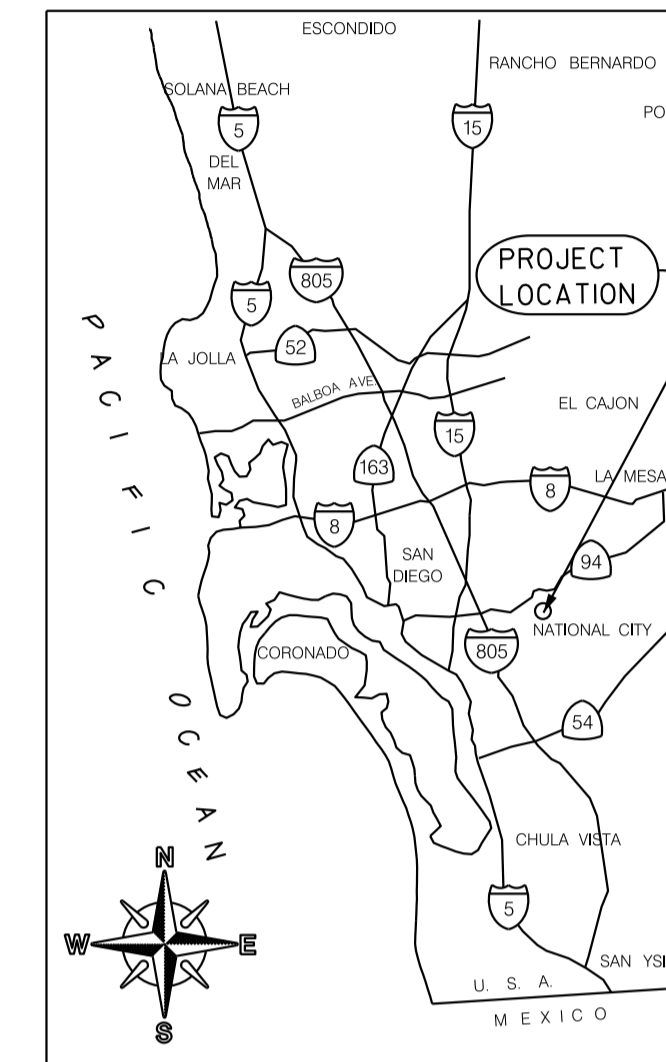 ESCONDIDO
RANCHO BERNARDO
SOLANA BEACH
PO
5
15
DEL
MAR
PROJECT
LOCATION
805
5
52
LA JOLLA
BALBOA AVE.
EL CAJON
15
163
LA MESA
8
8
SAN
DIEGO
94
NATIONAL CITY
805
CORONADO
54
PACIFIC
OCEAN
CHULA VISTA
5
N
W
E
S
SAN YSI
U. S. A.
MEXICO